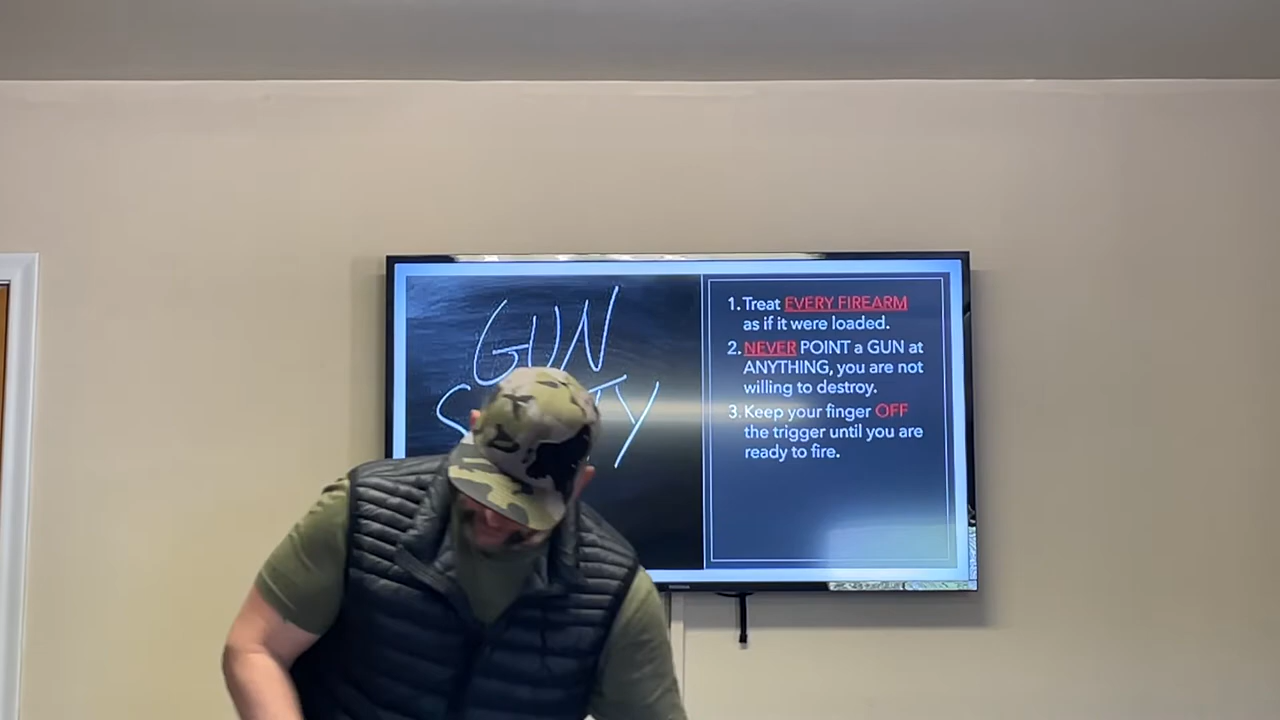 GUN
1. Treat EVERY FIREARM
as if it were loaded.
2. NEVER POINT a GUN at
ANYTHING, you are not
willing to destroy.
3. Keep your finger OFF
the trigger until you are
ready to fire.